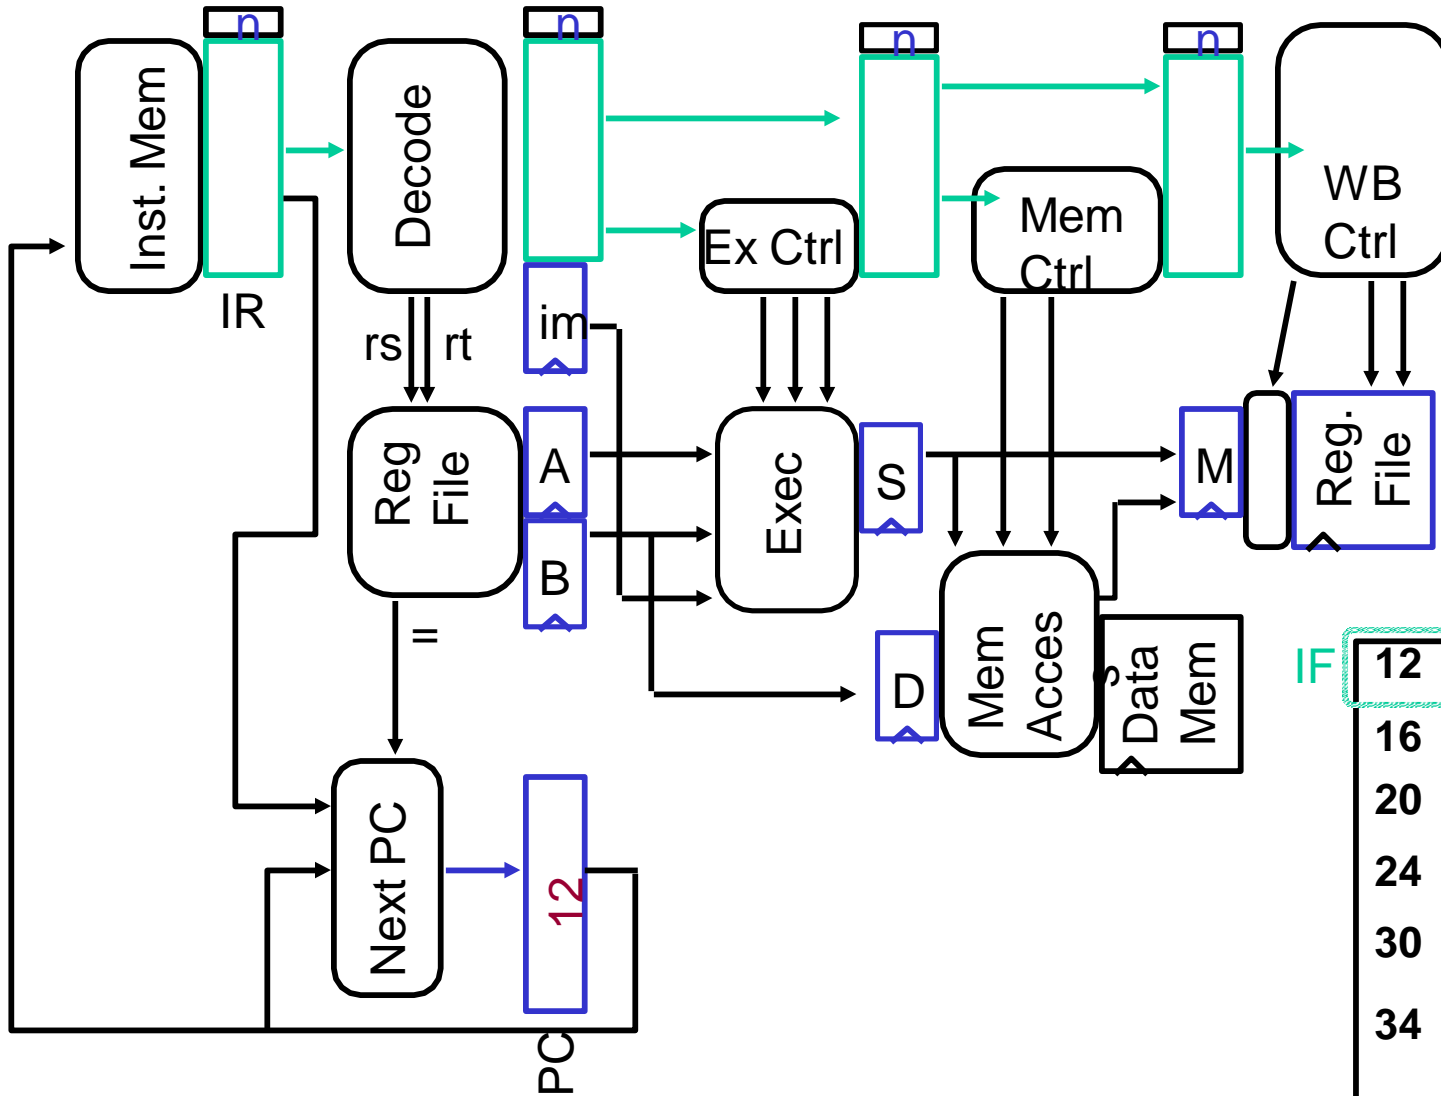 n
n
n
n
Inst. Mem
IR
Decode
rs
rt
im
Ex Ctrl
Mem
Ctrl
WB
Ctrl
Reg
File
A
B
Exec
S
M
Reg.
File
=
D
Mem
Acces
s
Data
Mem
Next PC
12
PC
IF
12
16
20
24
30
34